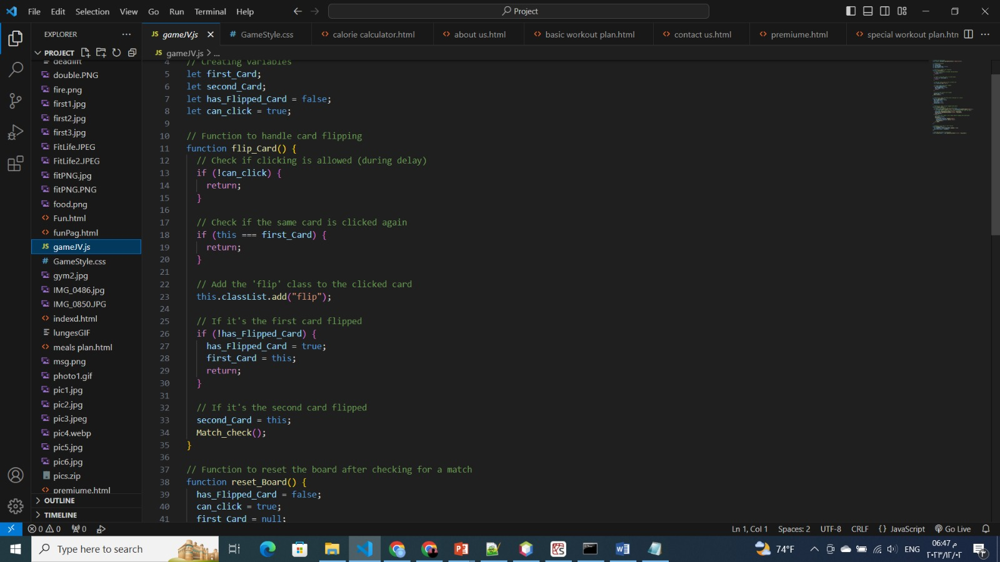 File Edit Selection View Go Run Terminal Help
Project
EXPLORER
PROJECT
deadlift
double.PNG
fire.png
first1.jpg
first2.jpg
first3.jpg
FitLife.JPEG
FitLife2.JPEG
fitPNG.jpg
fitPNG.PNG
food.png
Fun.html
funPag.html
JS gameJV.js
# GameStyle.css
gym2.jpg
IMG_0486.jpg
IMG_0850.JPG
indexd.html
lungesGIF
meals plan.html
msg.png
photo1.gif
pic1.jpg
pic2.jpg
pic3.jpeg
pic4.webp
pic5.jpg
pic6.jpg
pics.zip
premiume.html
OUTLINE
TIMELINE
JS gameJV.js # GameStyle.css <> calorie calculator.html <> about us.html <> basic workout plan.html <> contact us.html <> premiume.html <> special workout plan.htm
JS gameJV.js > ...
4 // Creating variables
5 let first_Card;
6 let second_Card;
7 let has_Flipped_Card = false;
8 let can_click = true;
9
10 // Function to handle card flipping
11 function flip_Card() {
12 // Check if clicking is allowed (during delay)
13 if (!can_click) {
14 return;
15 }
16
17 // Check if the same card is clicked again
18 if (this === first_Card) {
19 return;
20 }
21
22 // Add the 'flip' class to the clicked card
23 this.classList.add("flip");
24
25 // If it's the first card flipped
26 if (!has_Flipped_Card) {
27 has_Flipped_Card = true;
28 first_Card = this;
29 return;
30 }
31
32 // If it's the second card flipped
33 second_Card = this;
34 Match_check();
35 }
36
37 // Function to reset the board after checking for a match
38 function reset_Board() {
39 has_Flipped_Card = false;
40 can_click = true;
41 first_Card = null;
0 0 0 Ln 1, Col 1 Spaces: 2 UTF-8 CRLF {} JavaScript Go Live
Type here to search
74°F ENG
06:47 م
٢٠٢٣/١٢/٠٢
٣